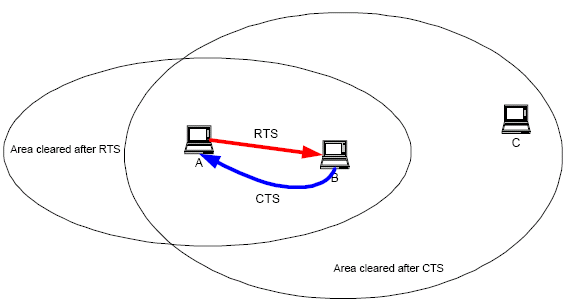 RTS
C
Area cleared after RTS
A
B
CTS
Area cleared after CTS